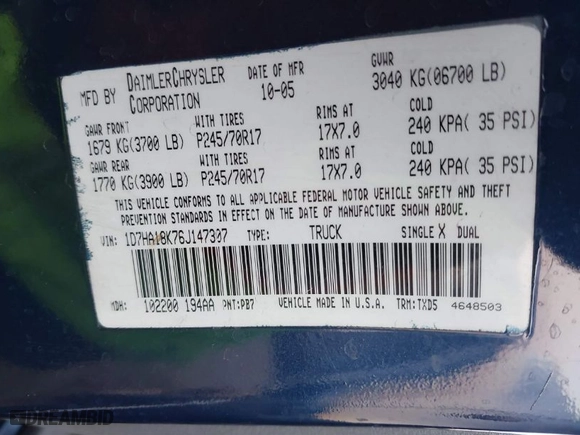 MFD BY DAIMLERCHRYSLER CORPORATION DATE OF MFR 10-05 GVWR 3040 KG(06700 LB)
GAWR FRONT WITH TIRES RIMS AT COLD
1679 KG(3700 LB) P245/70R17 17X7.0 240 KPA( 35 PSI)
GAWR REAR WITH TIRES RIMS AT COLD
1770 KG(3900 LB) P245/70R17 17X7.0 240 KPA( 35 PSI)
THIS VEHICLE CONFORMS TO ALL APPLICABLE FEDERAL MOTOR VEHICLE SAFETY AND THEFT
PREVENTION STANDARDS IN EFFECT ON THE DATE OF MANUFACTURE SHOWN ABOVE.
VIN: 1D7HA18K76J147307 TYPE: TRUCK SINGLE X DUAL
MDH: 102200 194AA PNT:PB7 VEHICLE MADE IN U.S.A. TRM:TXD5 4648503
DREAMBID